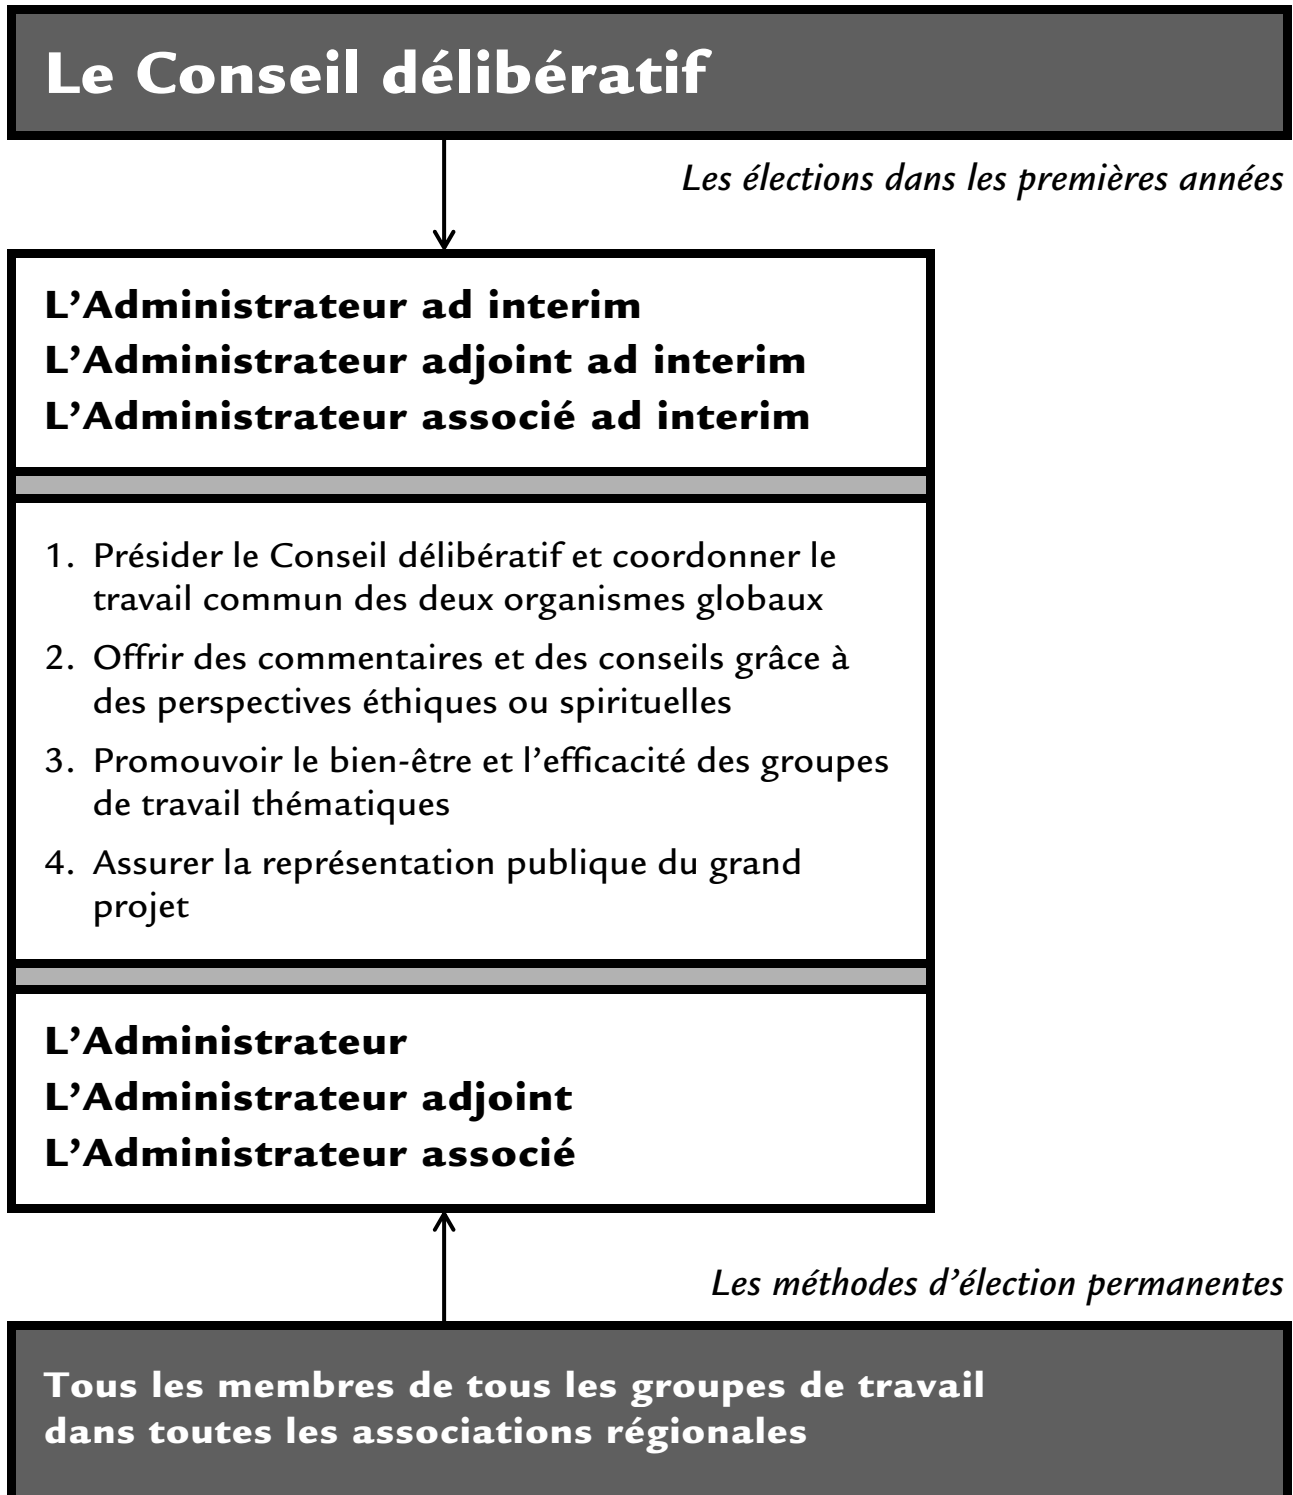 Le Conseil délibératif
Les élections dans les premières années
L’Administrateur ad interim
L’Administrateur adjoint ad interim
L’Administrateur associé ad interim
1. Présider le Conseil délibératif et coordonner le
travail commun des deux organismes globaux
2. Offrir des commentaires et des conseils grâce à
des perspectives éthiques ou spirituelles
3. Promouvoir le bien-être et l’efficacité des groupes
de travail thématiques
4. Assurer la représentation publique du grand
projet
L’Administrateur
L’Administrateur adjoint
L’Administrateur associé
Les méthodes d’élection permanentes
Tous les membres de tous les groupes de travail
dans toutes les associations régionales